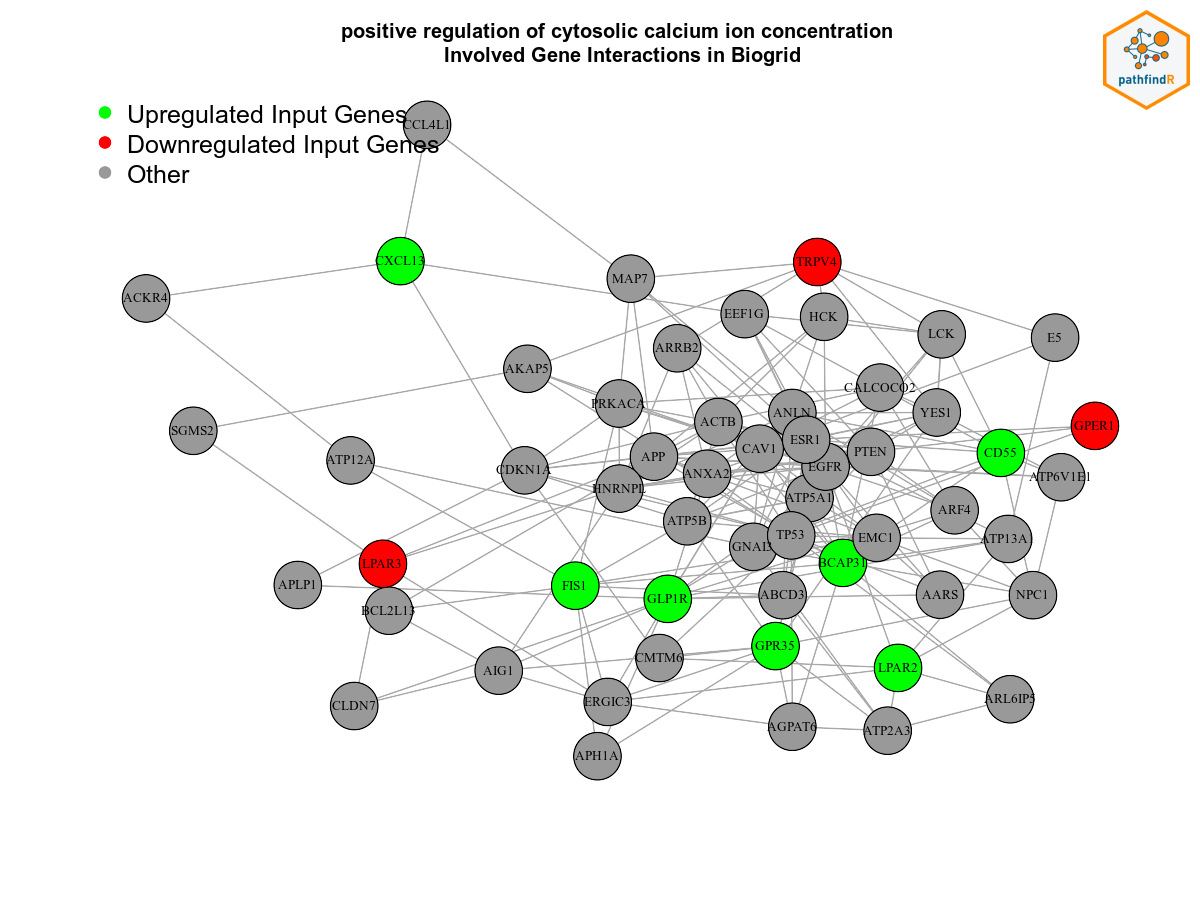 positive regulation of cytosolic calcium ion concentration
Involved Gene Interactions in Biogrid
pathfindR
Upregulated Input Genes
Downregulated Input Genes
Other
CCL4L1
CXCL13
TRPV4
MAP7
ACKR4
EEF1G
HCK
LCK
E5
ARRB2
AKAP5
CALCOCO2
PRKACA
ANLN
YES1
ACTB
GPER1
SGMS2
ESR1
CAV1
PTEN
CD55
APP
ATP12A
EGFR
CDKN1A
ANXA2
ATP6V1E1
HNRNPL
ATP5A1
ARF4
ATP5B
TP53
EMC1
ATP13A1
GNAI3
LPAR3
BCAP31
APLP1
FIS1
GLP1R
ABCD3
AARS
NPC1
BCL2L13
GPR35
CMTM6
LPAR2
AIG1
ARL6IP5
ERGIC3
CLDN7
AGPAT6
ATP2A3
APH1A